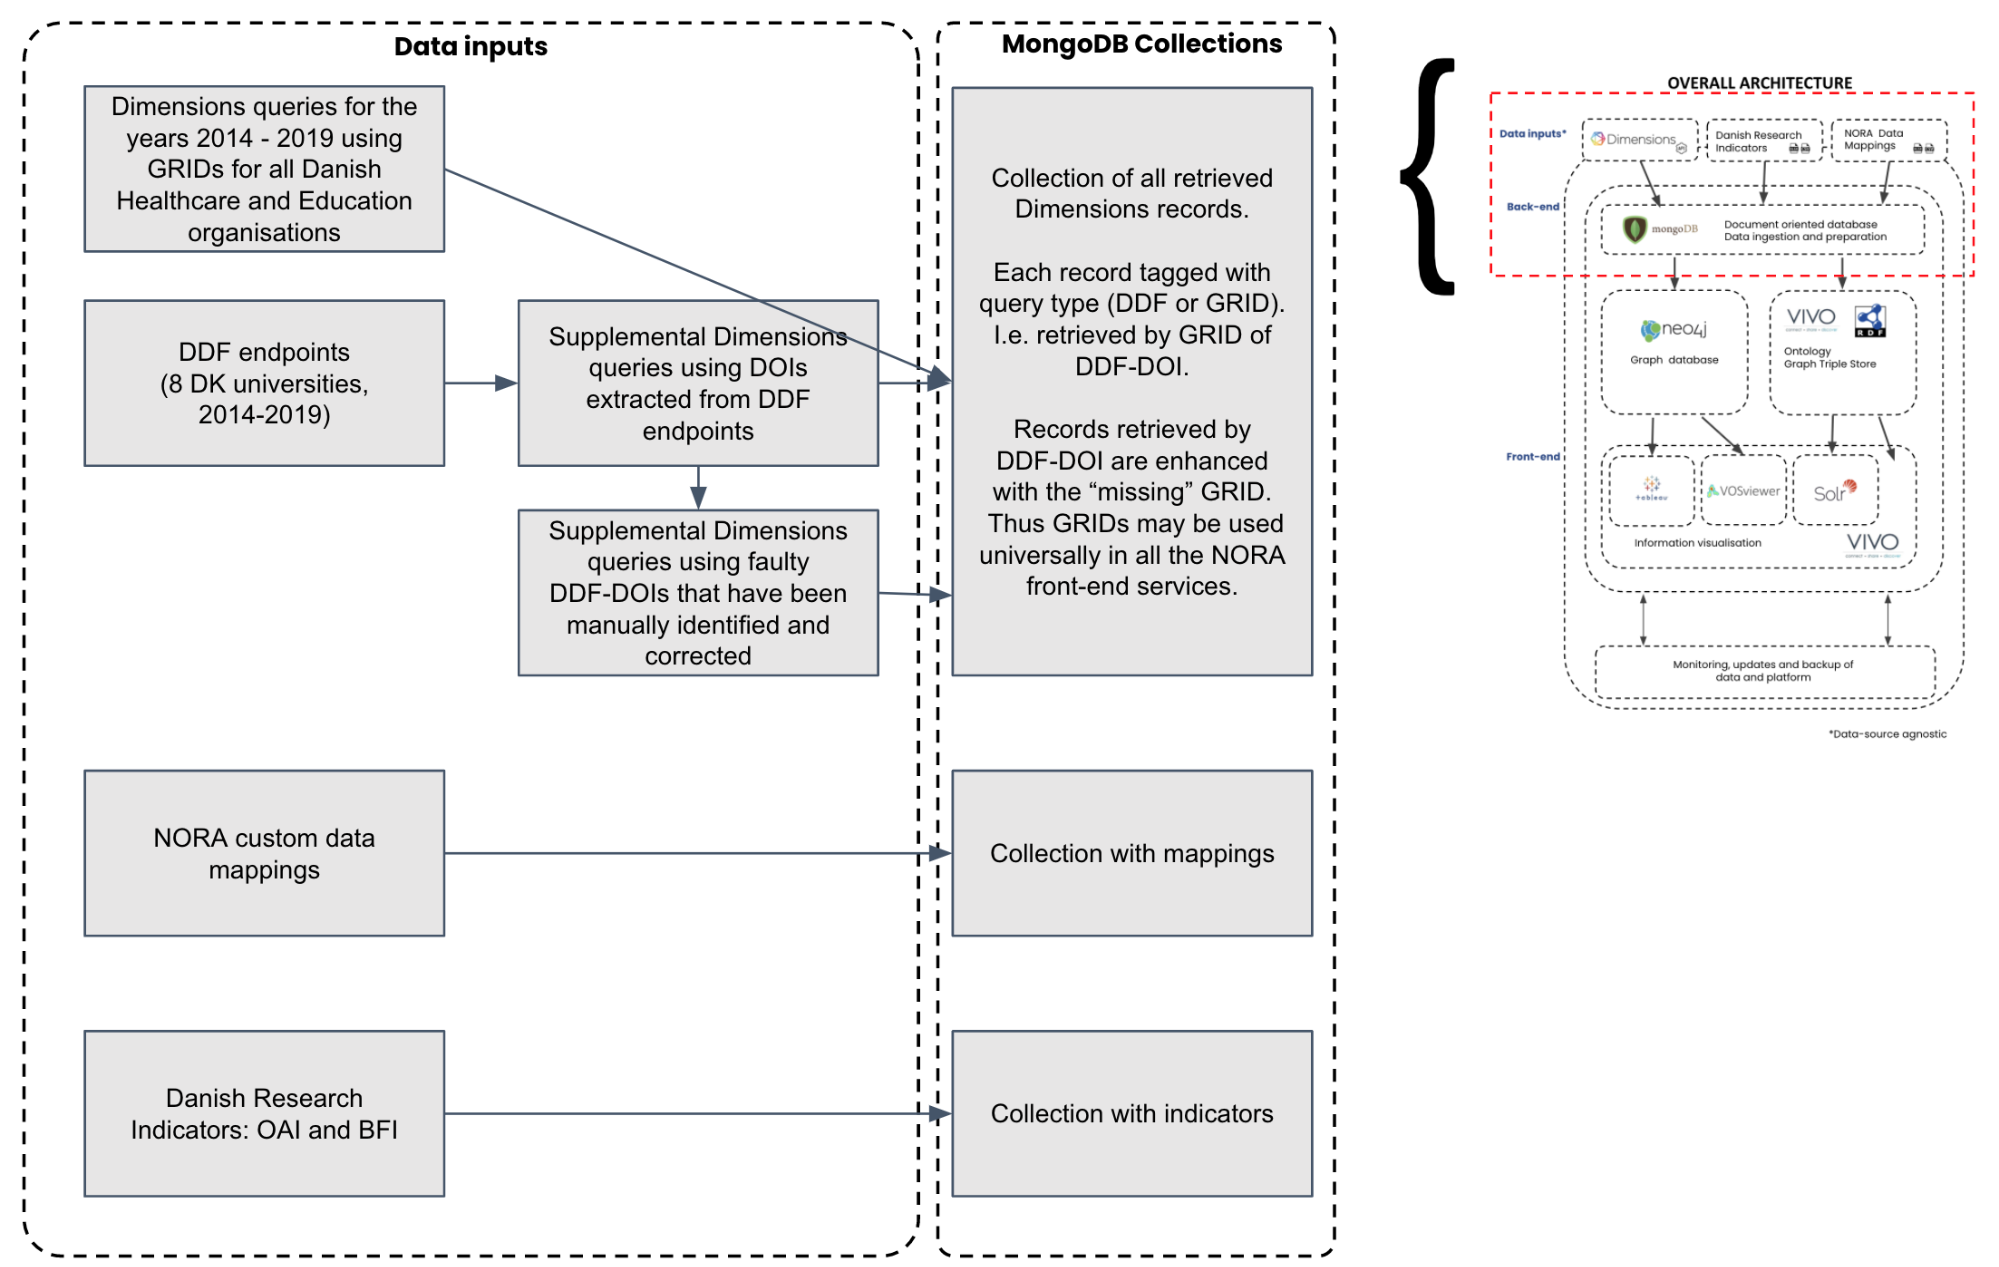 Data inputs
Dimensions queries for the
years 2014 - 2019 using
GRIDs for all Danish
Healthcare and Education
organisations
DDF endpoints
(8 DK universities,
2014-2019)
Supplemental Dimensions
queries using DOIs
extracted from DDF
endpoints
Supplemental Dimensions
queries using faulty
DDF-DOIs that have been
manually identified and
corrected
NORA custom data
mappings
Danish Research
Indicators: OAI and BFI
MongoDB Collections
Collection of all retrieved
Dimensions records.
Each record tagged with
query type (DDF or GRID).
I.e. retrieved by GRID of
DDF-DOI.
Records retrieved by
DDF-DOI are enhanced
with the “missing” GRID.
Thus GRIDs may be used
universally in all the NORA
front-end services.
Collection with mappings
Collection with indicators
{
OVERALL ARCHITECTURE
Data inputs*
Dimensions
Danish Research
Indicators
NORA Data
Mappings
Back-end
mongoDB
Document oriented database
Data ingestion and preparation
neo4j
Graph database
VIVO
RDF
Ontology
Graph Triple Store
Front-end
+ableau
VOSviewer
Solr
Information visualisation
VIVO
Monitoring, updates and backup of
data and platform
*Data-source agnostic